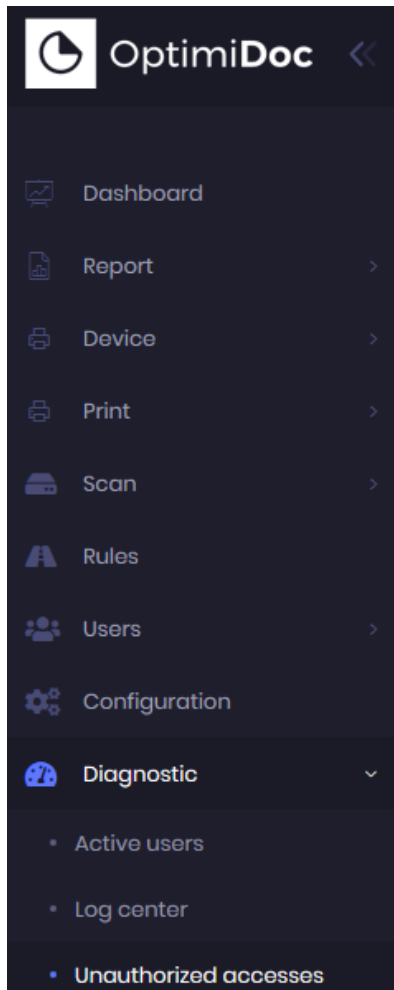 OptimiDoc
Dashboard
Report
Device
Print
Scan
Rules
Users
Configuration
Diagnostic
Active users
Log center
Unauthorized accesses